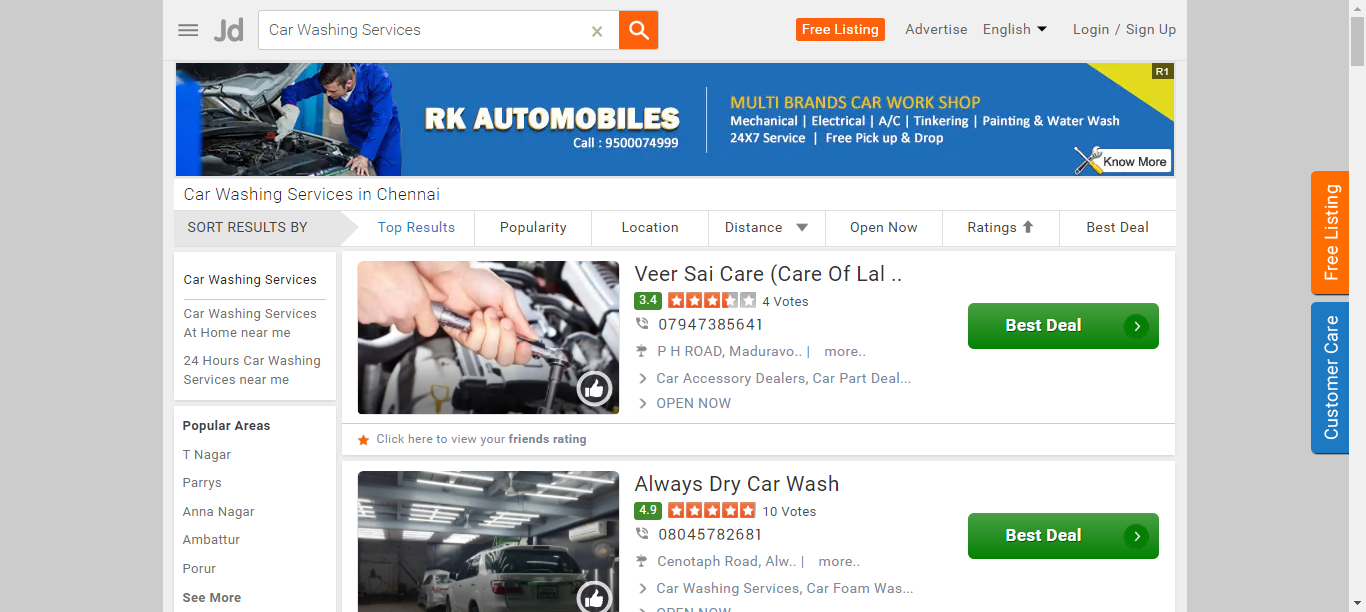 Jd
Car Washing Services
×
Free Listing
Advertise
English
Login / Sign Up
R1
RK AUTOMOBILES
Call : 9500074999
MULTI BRANDS CAR WORK SHOP
Mechanical | Electrical | A/C | Tinkering | Painting & Water Wash
24X7 Service | Free Pick up & Drop
Know More
Car Washing Services in Chennai
SORT RESULTS BY
Top Results
Popularity
Location
Distance
Open Now
Ratings
Best Deal
Car Washing Services
Car Washing Services
At Home near me
24 Hours Car Washing
Services near me
Popular Areas
T Nagar
Parrys
Anna Nagar
Ambattur
Porur
See More
Veer Sai Care (Care Of Lal ..
3.4
4 Votes
07947385641
P H ROAD, Maduravo.. | more..
Car Accessory Dealers, Car Part Deal...
OPEN NOW
Best Deal
Click here to view your friends rating
Always Dry Car Wash
4.9
10 Votes
08045782681
Cenotaph Road, Alw.. | more..
Car Washing Services, Car Foam Was...
OPEN NOW
Best Deal
Free Listing
Customer Care